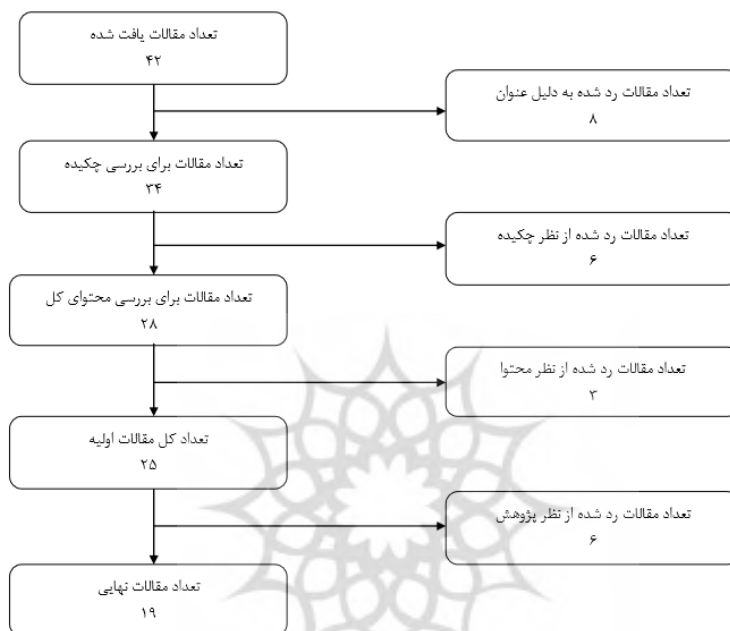 تعداد مقالات یافت شده
۴۲
تعداد مقالات رد شده به دلیل عنوان
۸
تعداد مقالات برای بررسی چکیده
۳۴
تعداد مقالات رد شده از نظر چکیده
۶
تعداد مقالات برای بررسی محتوای کل
۲۸
تعداد مقالات رد شده از نظر محتوا
۳
تعداد کل مقالات اولیه
۲۵
تعداد مقالات رد شده از نظر پژوهش
۶
تعداد مقالات نهایی
۱۹